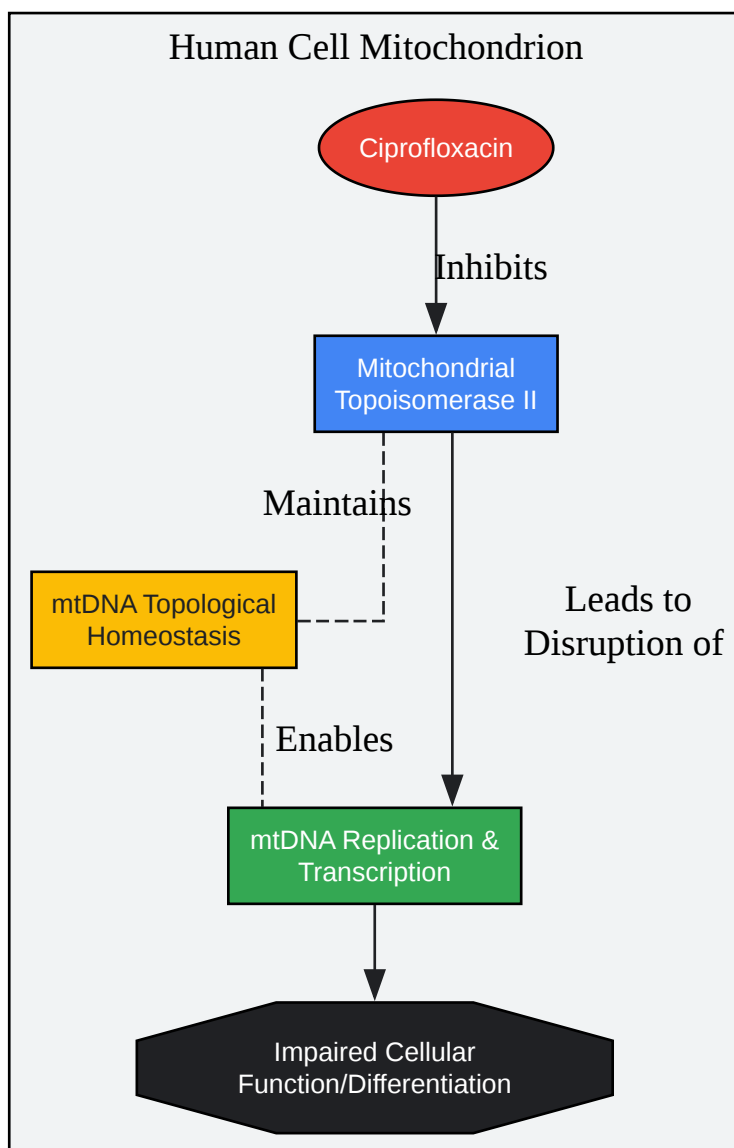 Human Cell Mitochondrion
Ciprofloxacin
Inhibits
Mitochondrial
Topoisomerase II
Maintains
mtDNA Topological
Homeostasis
Leads to
Disruption of
Enables
mtDNA Replication &
Transcription
Impaired Cellular
Function/Differentiation